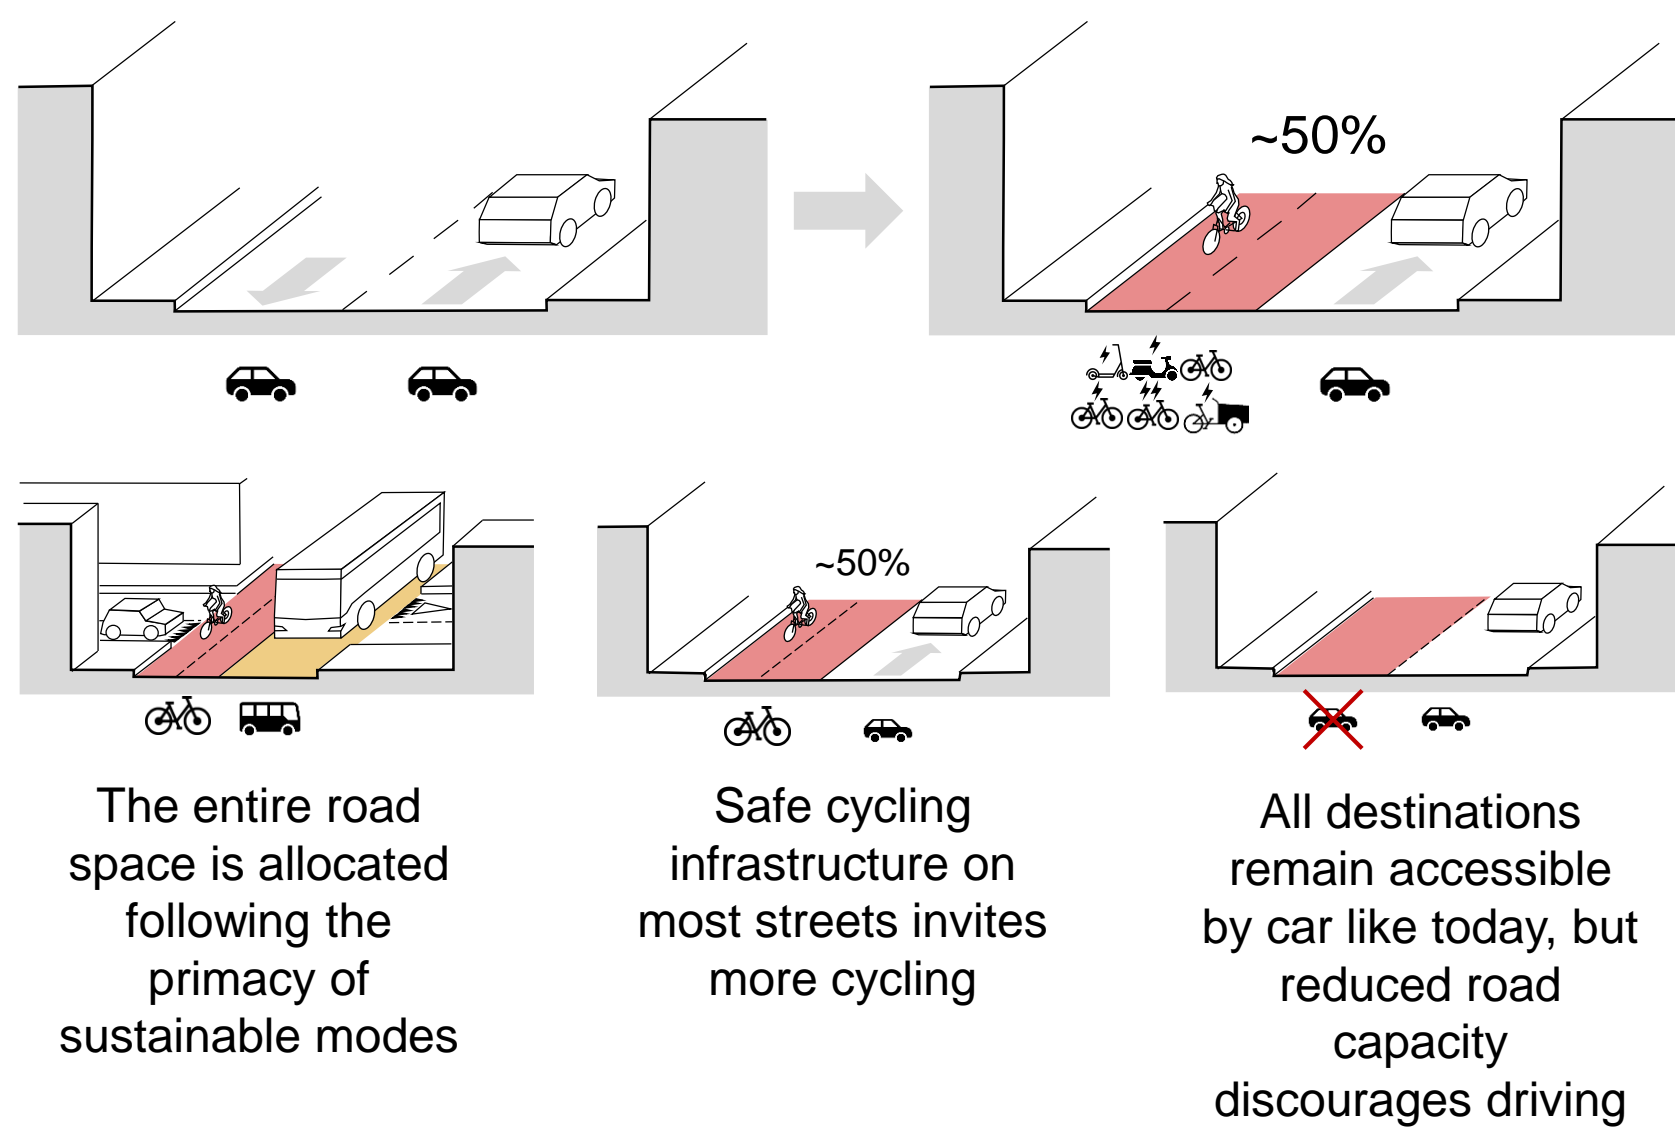 ~50%
~50%
The entire road
space is allocated
following the
primacy of
sustainable modes
Safe cycling
infrastructure on
most streets invites
more cycling
All destinations
remain accessible
by car like today, but
reduced road
capacity
discourages driving